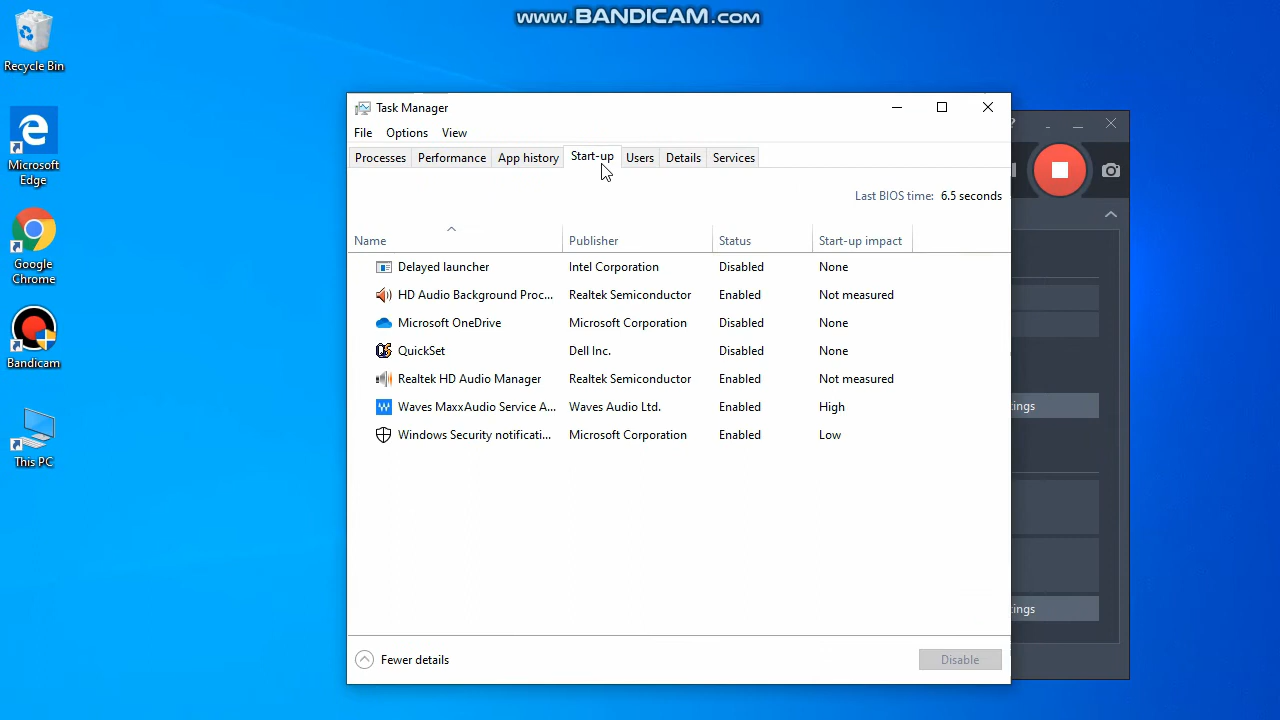 www.BANDICAM.com
Recycle Bin
Microsoft
Edge
Google
Chrome
Bandicam
This PC
Task Manager
File Options View
Processes Performance App history Start-up Users Details Services
Last BIOS time: 6.5 seconds
Name Publisher Status Start-up impact
Delayed launcher Intel Corporation Disabled None
HD Audio Background Proc... Realtek Semiconductor Enabled Not measured
Microsoft OneDrive Microsoft Corporation Disabled None
QuickSet Dell Inc. Disabled None
Realtek HD Audio Manager Realtek Semiconductor Enabled Not measured
Waves MaxxAudio Service A... Waves Audio Ltd. Enabled High
Windows Security notificati... Microsoft Corporation Enabled Low
Fewer details Disable